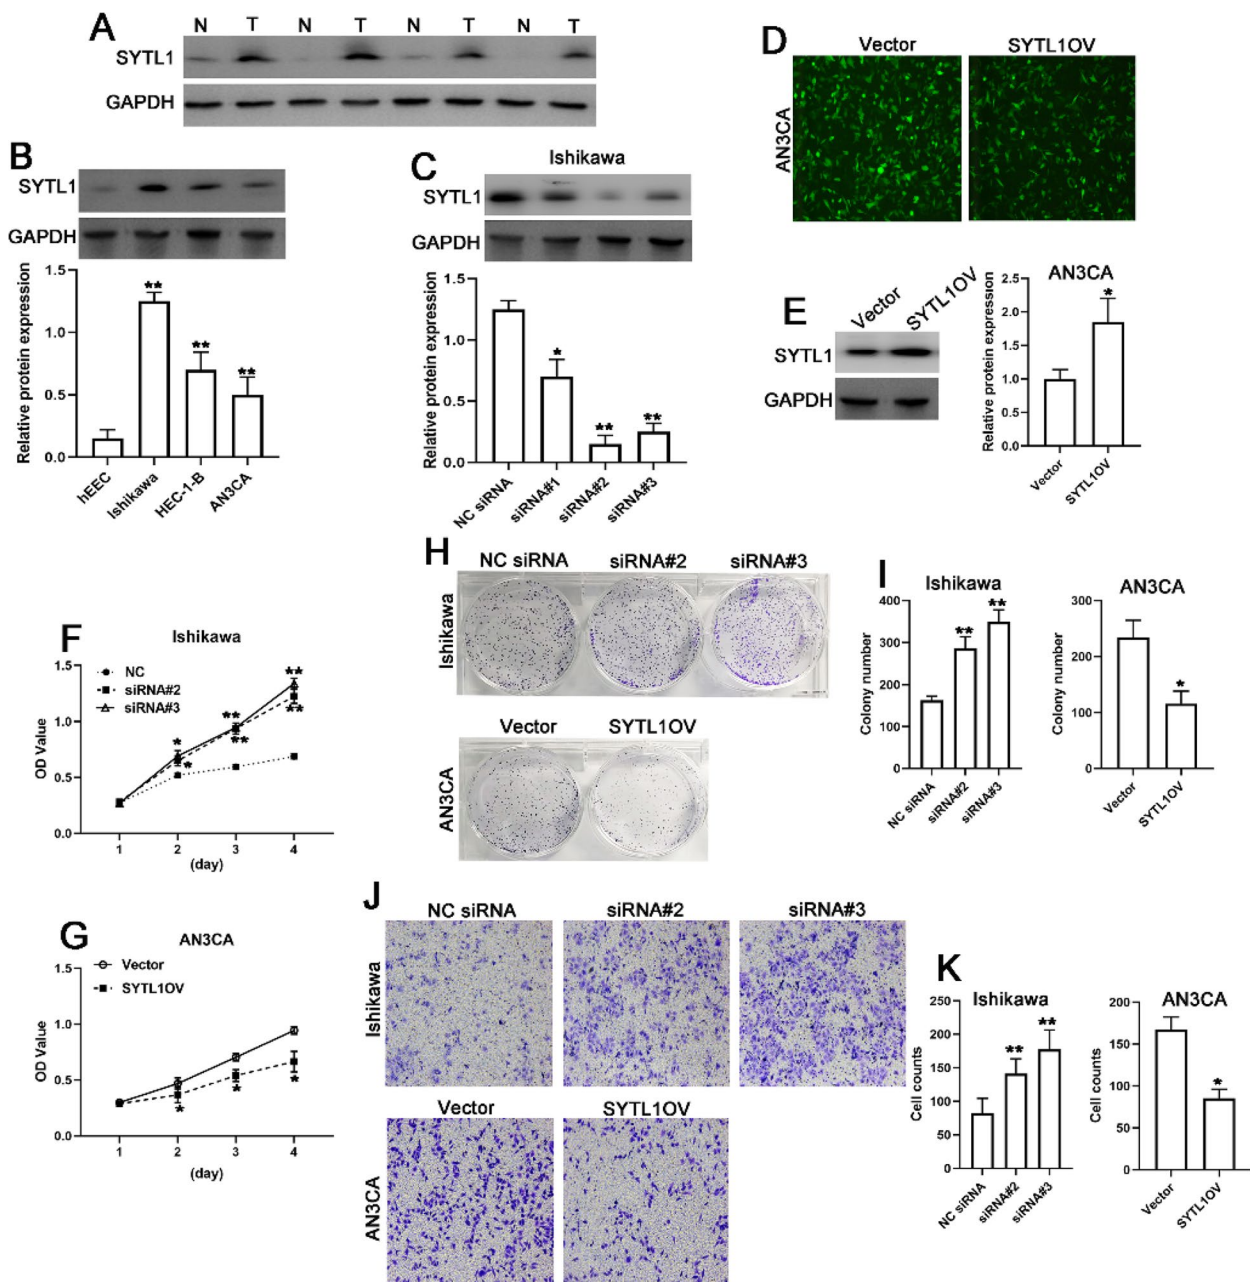 A
N T N T N T N T
SYTL1
GAPDH
B
SYTL1
GAPDH
Relative protein expression
1.5
1.0
0.5
0.0
** ** **
hEEC
Ishikawa
HEC-1-B
AN3CA
C
Ishikawa
SYTL1
GAPDH
Relative protein expression
1.5
1.0
0.5
0.0
* ** **
NC siRNA
siRNA#1
siRNA#2
siRNA#3
D
Vector SYTL1OV
AN3CA
E
Vector
SYTL1OV
SYTL1
GAPDH
AN3CA
Relative protein expression
2.5
2.0
1.5
1.0
0.5
0.0
*
Vector
SYTL1OV
F
Ishikawa
NC
siRNA#2
siRNA#3
OD Value
1.5
1.0
0.5
0.0
* * ** ** ** **
1 2 3 4
(day)
G
AN3CA
Vector
SYTL1OV
OD Value
1.5
1.0
0.5
0.0
* * *
1 2 3 4
(day)
H
NC siRNA siRNA#2 siRNA#3
Ishikawa
Vector SYTL1OV
AN3CA
I
Ishikawa
Colony number
400
300
200
100
0
** **
NC siRNA
siRNA#2
siRNA#3
AN3CA
Colony number
300
200
100
0
*
Vector
SYTL1OV
J
NC siRNA siRNA#2 siRNA#3
Ishikawa
Vector SYTL1OV
AN3CA
K
Ishikawa
Cell counts
250
200
150
100
50
0
** **
NC siRNA
siRNA#2
siRNA#3
AN3CA
Cell counts
200
150
100
50
0
*
Vector
SYTL1OV